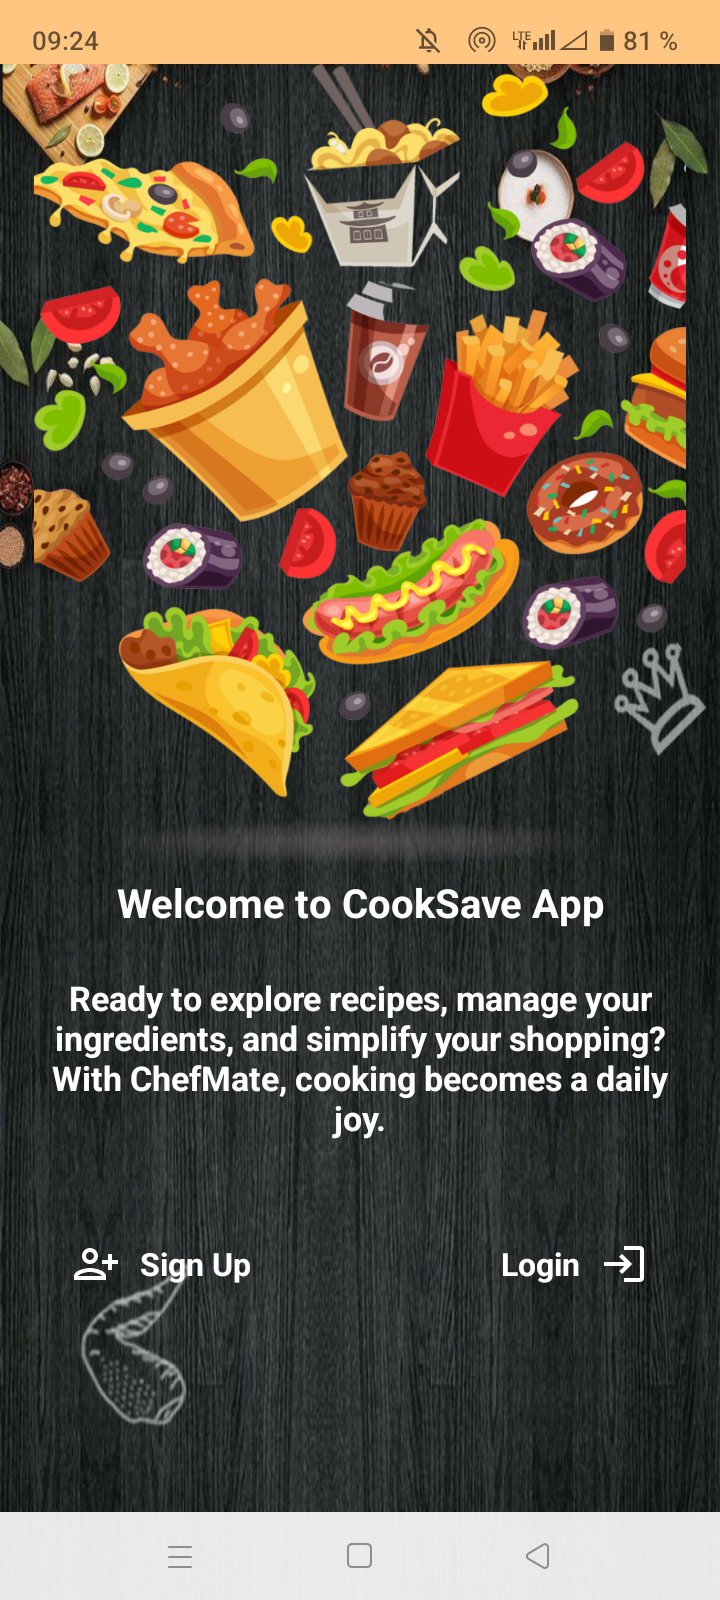 09:24
LTE
81 %
Welcome to CookSave App
Ready to explore recipes, manage your
ingredients, and simplify your shopping?
With ChefMate, cooking becomes a daily
joy.
Sign Up
Login